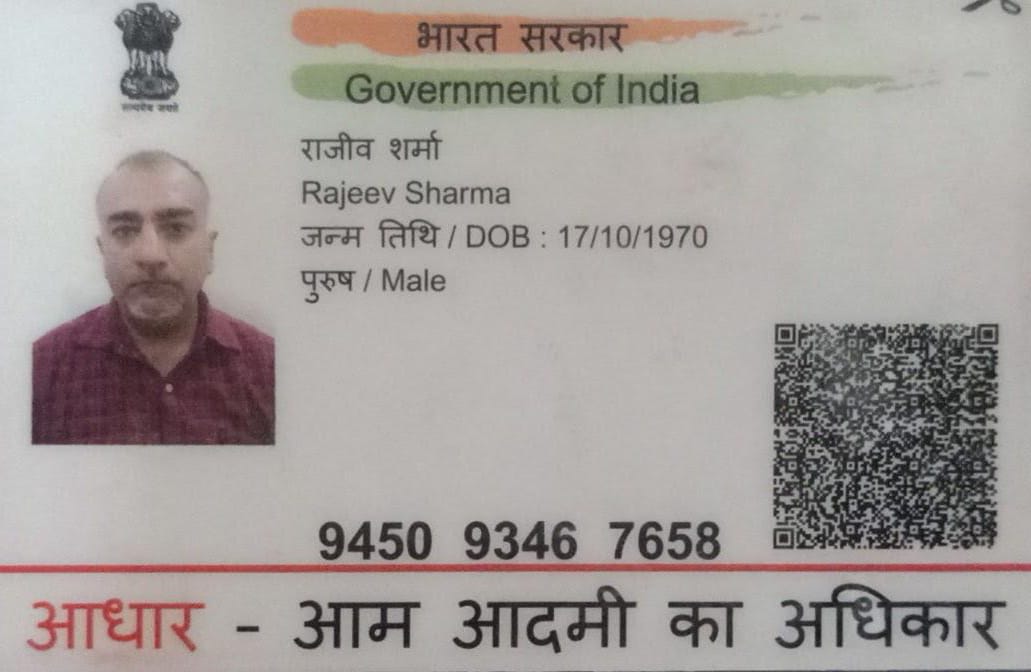 सत्यमेव जयते
भारत सरकार
Government of India
राजीव शर्मा
Rajeev Sharma
जन्म तिथि / DOB : 17/10/1970
पुरुष / Male
9450 9346 7658
आधार - आम आदमी का अधिकार